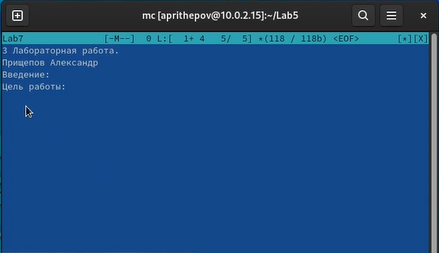 mc [aprithepov@10.0.2.15]:~/Lab5
Lab7 [-M--] 0 L:[ 1+ 4 5/ 5] *(118 / 118b) <EOF> [*][X]
3 Лабораторная работа.
Прищепов Александр
Введение:
Цель работы: